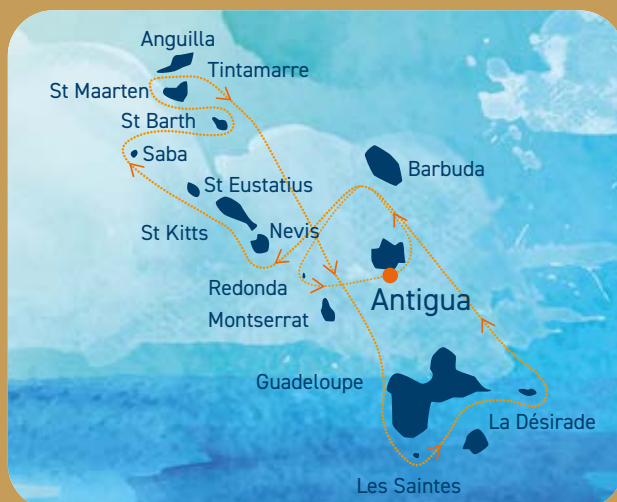 Anguilla
Tintamarre
St Maarten
St Barth
Saba
Barbuda
St Eustatius
St Kitts
Nevis
Redonda
Antigua
Montserrat
Guadeloupe
La Désirade
Les Saintes